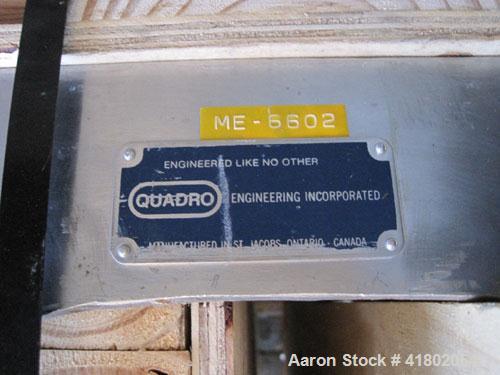 ME-6602
ENGINEERED LIKE NO OTHER
QUADRO ENGINEERING INCORPORATED
MANUFACTURED IN ST. JACOBS, ONTARIO - CANADA
Aaron Stock #